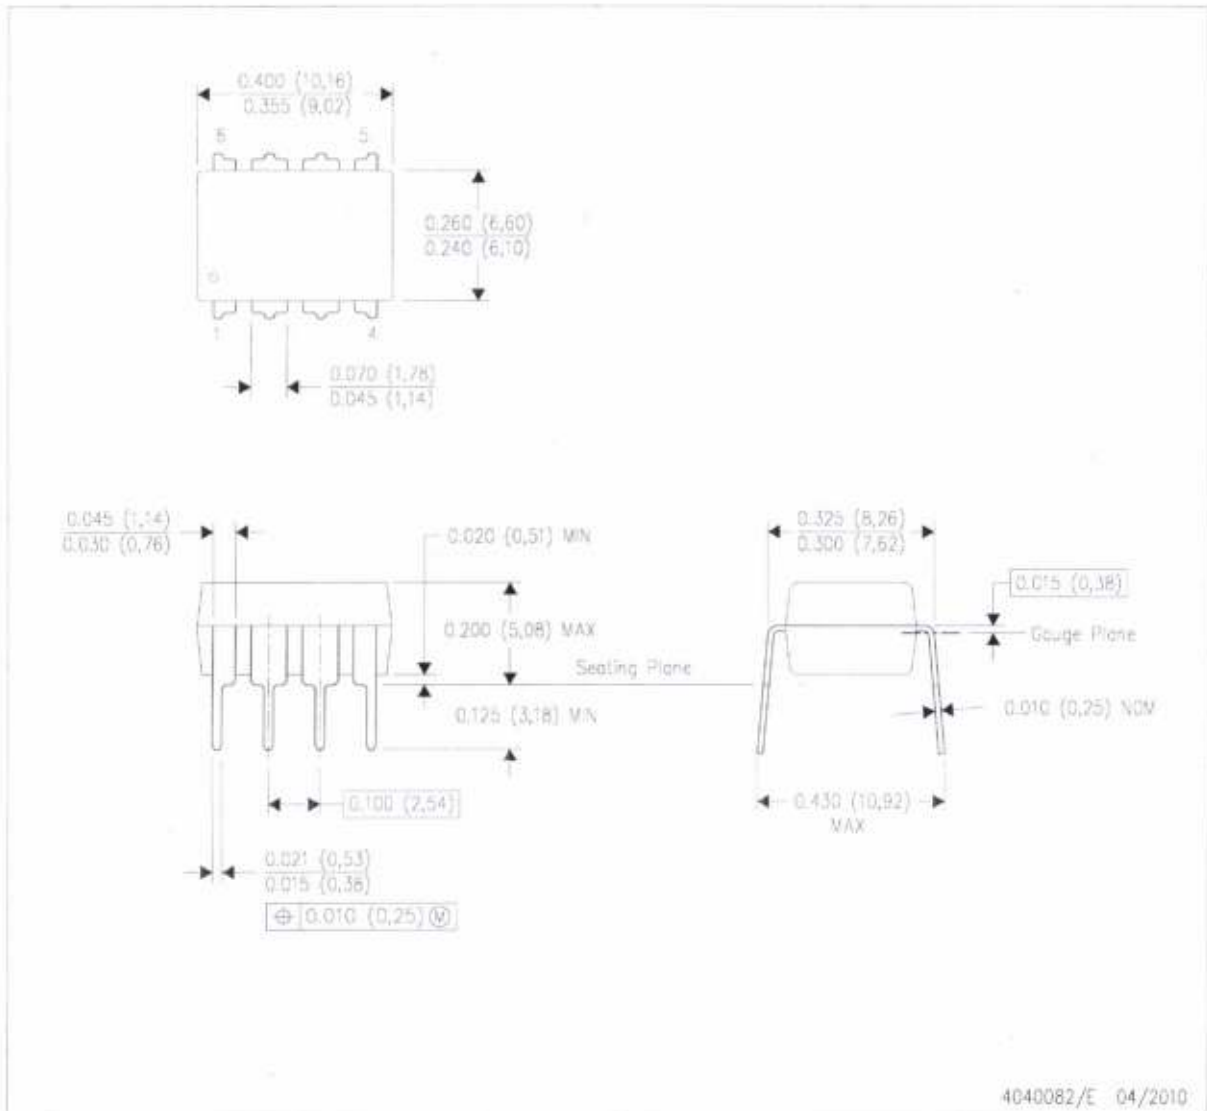 0.400 (10,16)
0.355 (9,02)
8 5
0.260 (6,60)
0.240 (6,10)
1 4
0.070 (1,78)
0.045 (1,14)
0.045 (1,14)
0.030 (0,76)
0.020 (0,51) MIN
0.325 (8,26)
0.300 (7,62)
0.015 (0,38)
0.200 (5,08) MAX
Gauge Plane
Seating Plane
0.125 (3,18) MIN
0.010 (0,25) NOM
0.100 (2,54)
0.430 (10,92)
MAX
0.021 (0,53)
0.015 (0,38)
⌖ 0.010 (0,25) Ⓜ
4040082/E 04/2010